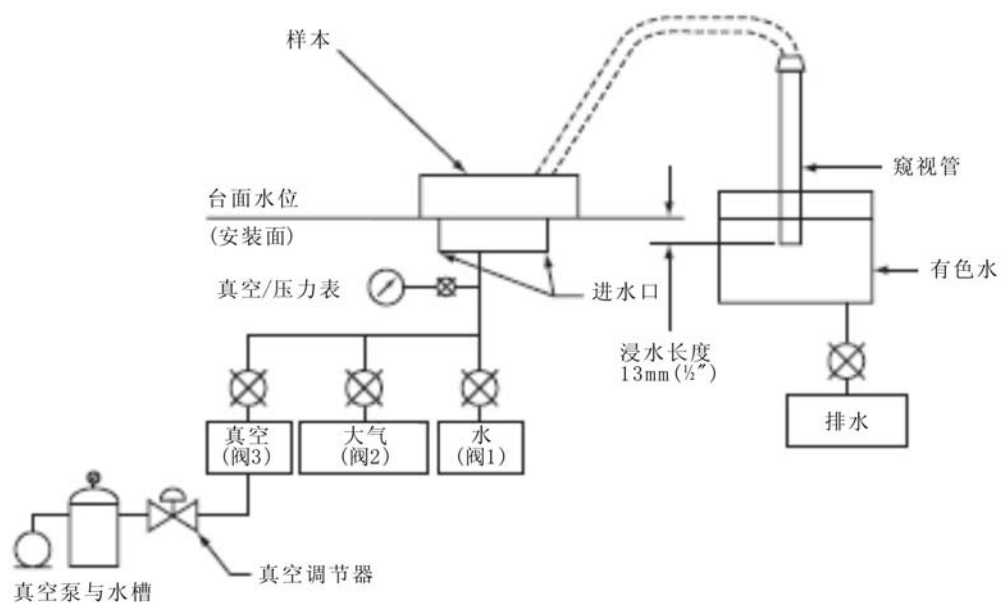 样本
窥视管
台面水位
(安装面)
有色水
真空/压力表
进水口
浸水长度
13mm(½″)
真空
(阀3)
大气
(阀2)
水
(阀1)
排水
真空调节器
真空泵与水槽